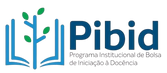 Pibid
Programa Institucional de Bolsa
de Iniciação à Docência